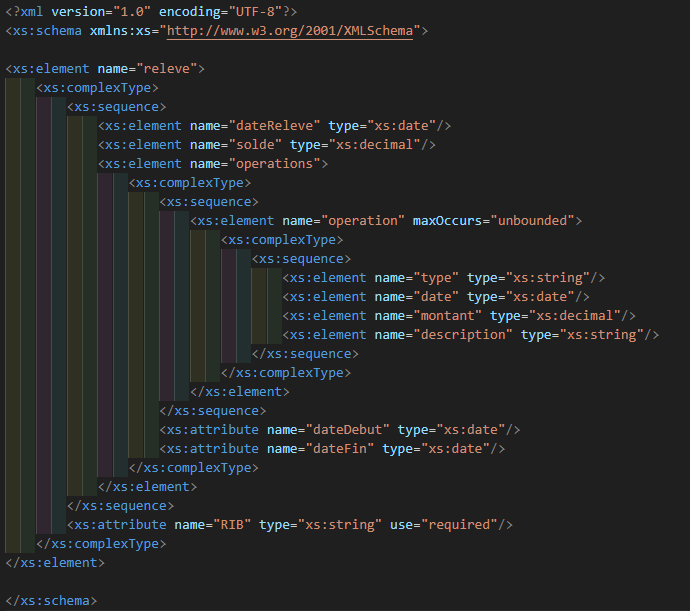 <?xml version="1.0" encoding="UTF-8"?>
<xs:schema xmlns:xs="http://www.w3.org/2001/XMLSchema">

<xs:element name="releve">
    <xs:complexType>
        <xs:sequence>
            <xs:element name="dateReleve" type="xs:date"/>
            <xs:element name="solde" type="xs:decimal"/>
            <xs:element name="operations">
                <xs:complexType>
                    <xs:sequence>
                        <xs:element name="operation" maxOccurs="unbounded">
                            <xs:complexType>
                                <xs:sequence>
                                    <xs:element name="type" type="xs:string"/>
                                    <xs:element name="date" type="xs:date"/>
                                    <xs:element name="montant" type="xs:decimal"/>
                                    <xs:element name="description" type="xs:string"/>
                                </xs:sequence>
                            </xs:complexType>
                        </xs:element>
                    </xs:sequence>
                    <xs:attribute name="dateDebut" type="xs:date"/>
                    <xs:attribute name="dateFin" type="xs:date"/>
                </xs:complexType>
            </xs:element>
        </xs:sequence>
        <xs:attribute name="RIB" type="xs:string" use="required"/>
    </xs:complexType>
</xs:element>

</xs:schema>